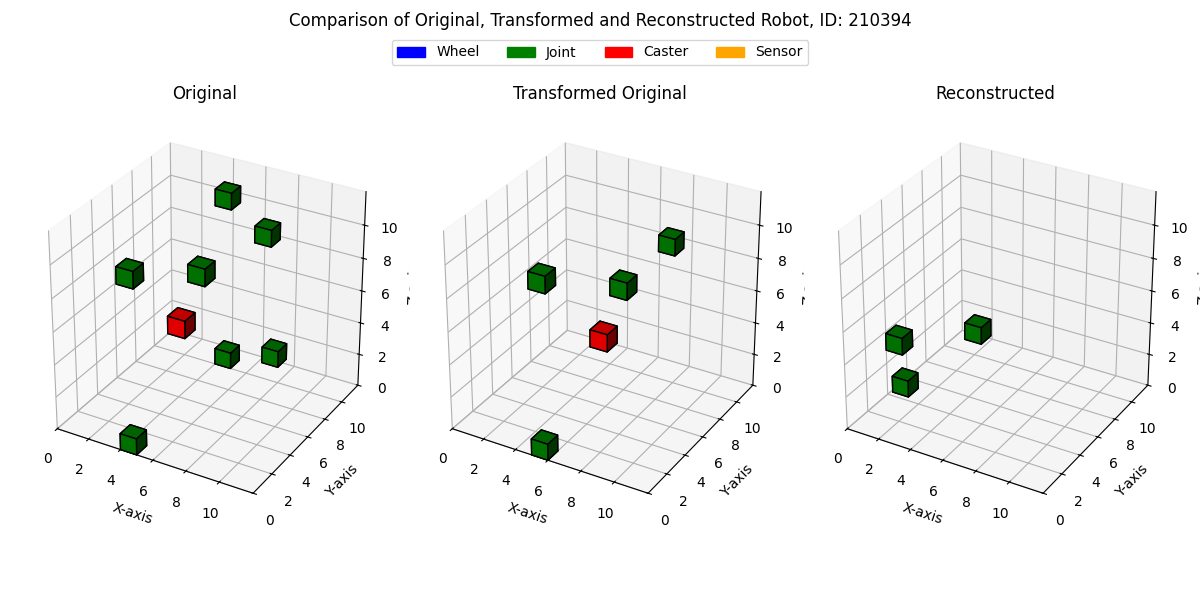 Comparison of Original, Transformed and Reconstructed Robot, ID: 210394
Wheel Joint Caster Sensor
Original Transformed Original Reconstructed
10 10 10
8 8 8
6 6 6
4 4 4
2 2 2
0 0 0
0 2 4 6 8 10 0 2 4 6 8 10 0 2 4 6 8 10
0 2 4 6 8 10 0 2 4 6 8 10 0 2 4 6 8 10
X-axis Y-axis X-axis Y-axis X-axis Y-axis